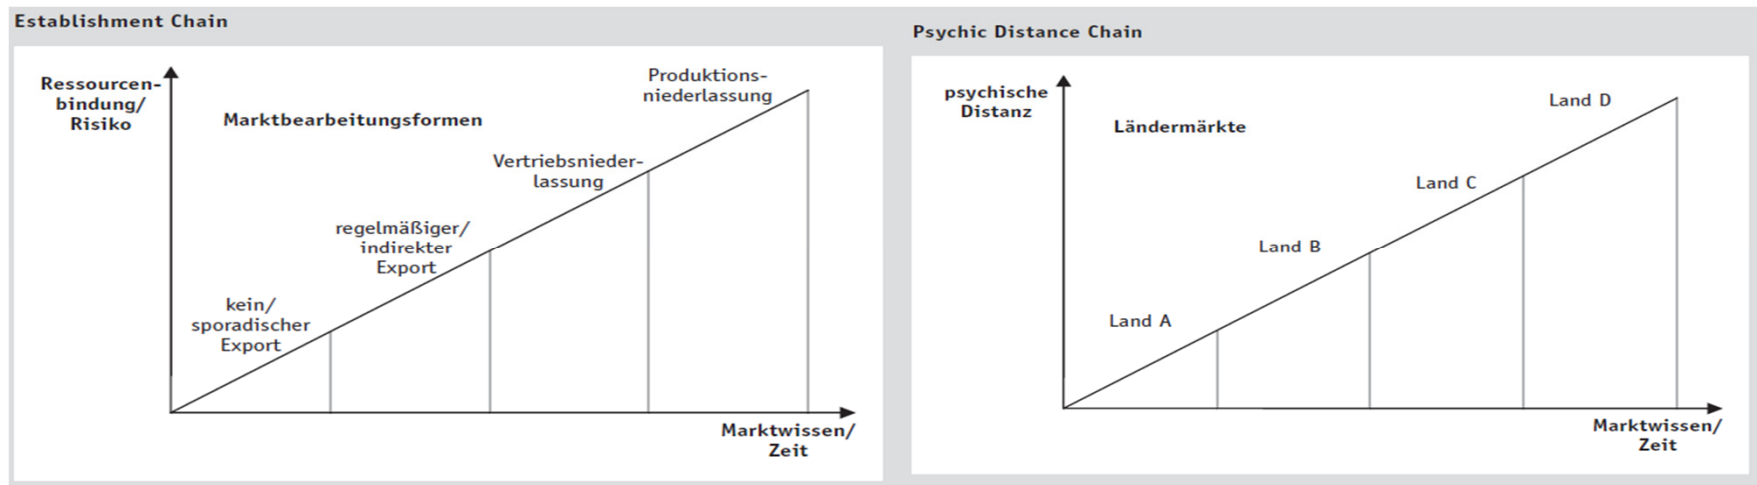 Establishment Chain
Ressourcen-
bindung/
Risiko
Marktbearbeitungsformen
Produktions-
niederlassung
Vertriebsnieder-
lassung
regelmäßiger/
indirekter
Export
kein/
sporadischer
Export
Marktwissen/
Zeit
Psychic Distance Chain
psychische
Distanz
Ländermärkte
Land D
Land C
Land B
Land A
Marktwissen/
Zeit